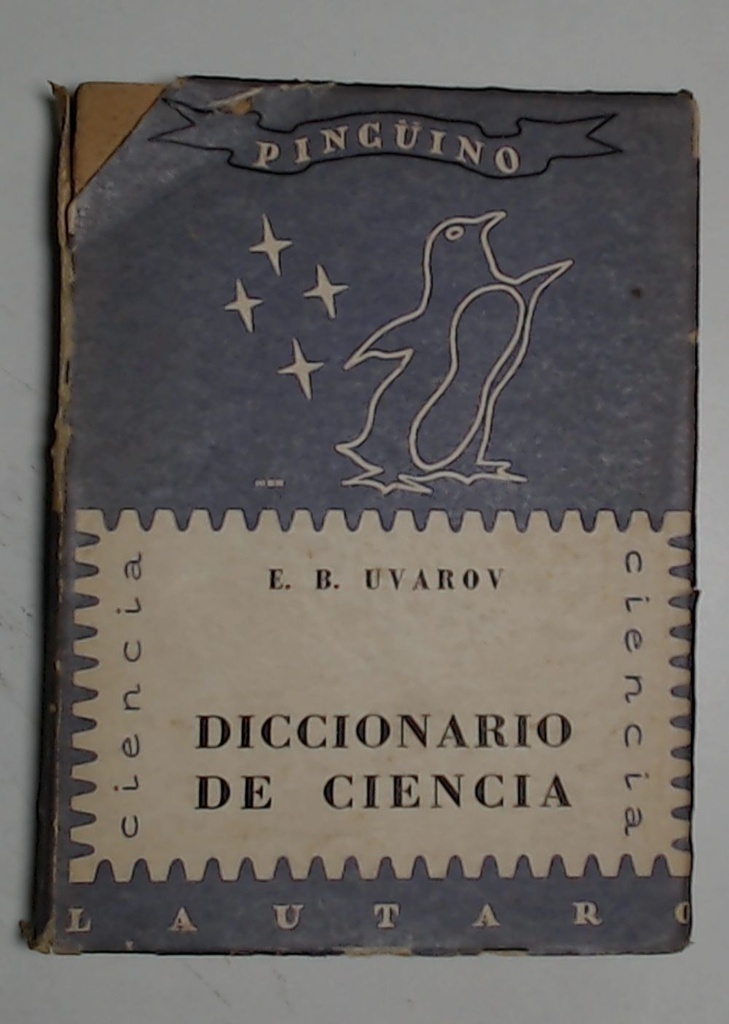 PINGÜINO
E. B. UVAROV
ciencia
ciencia
DICCIONARIO
DE CIENCIA
LAUTARO